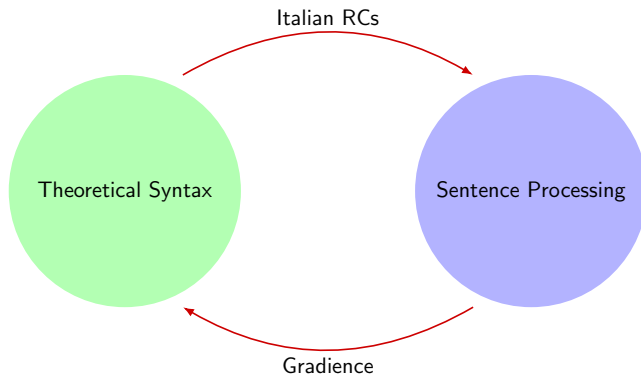 Italian RCs
Theoretical Syntax
Sentence Processing
Gradience